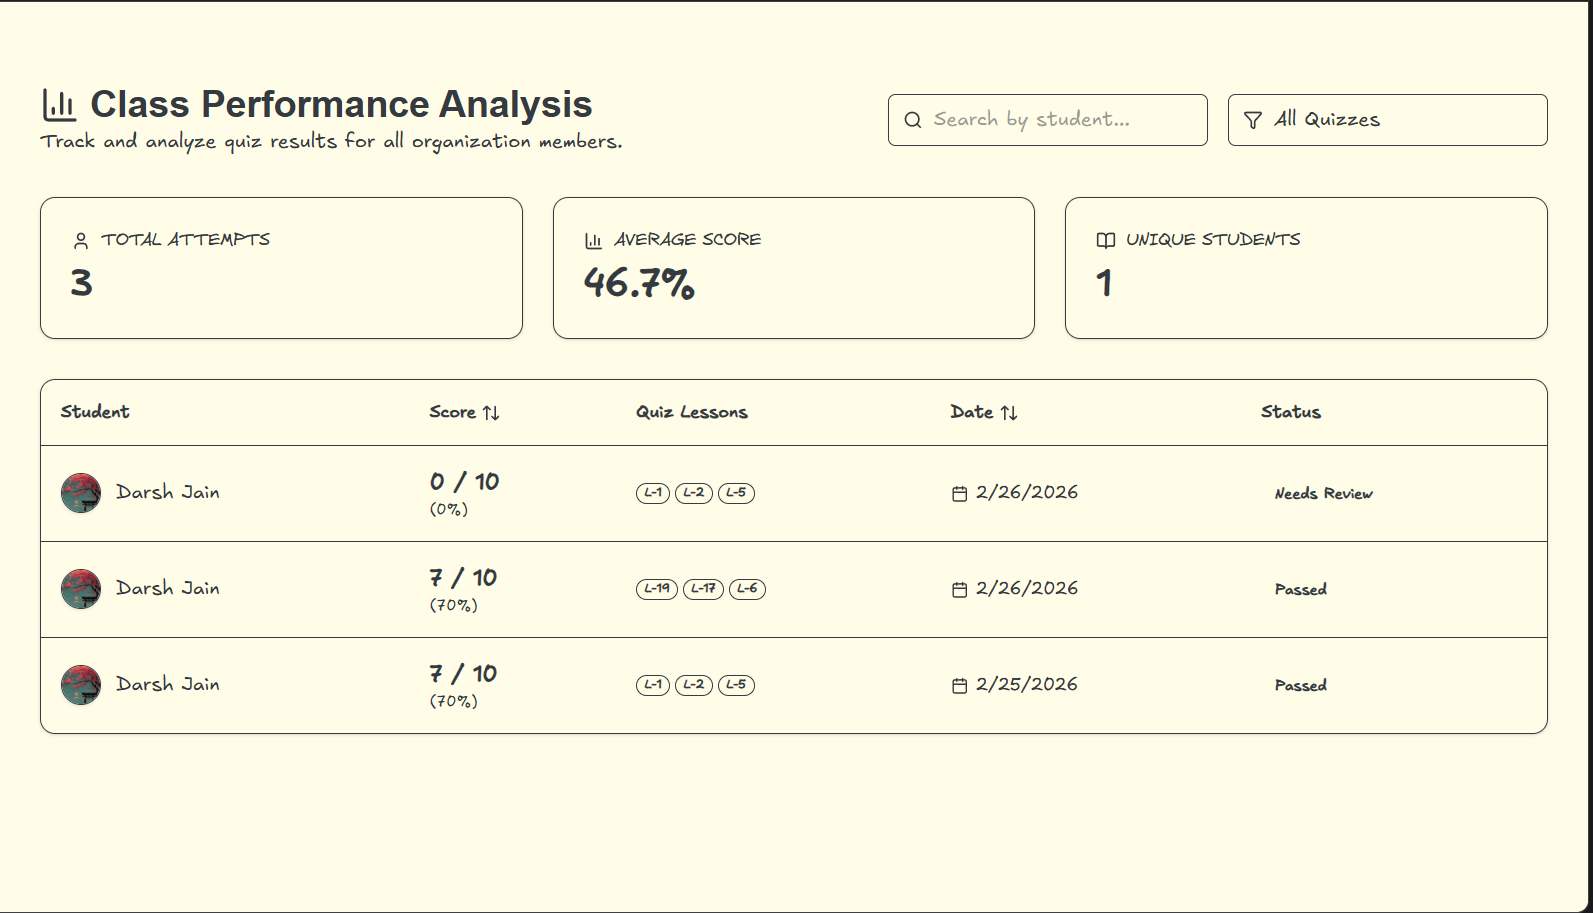 Class Performance Analysis
Track and analyze quiz results for all organization members.
Search by student...
All Quizzes
TOTAL ATTEMPTS
3
AVERAGE SCORE
46.7%
UNIQUE STUDENTS
1
Student Score Quiz Lessons Date Status
Darsh Jain 0 / 10 (0%) L-1 L-2 L-5 2/26/2026 Needs Review
Darsh Jain 7 / 10 (70%) L-19 L-17 L-6 2/26/2026 Passed
Darsh Jain 7 / 10 (70%) L-1 L-2 L-5 2/25/2026 Passed